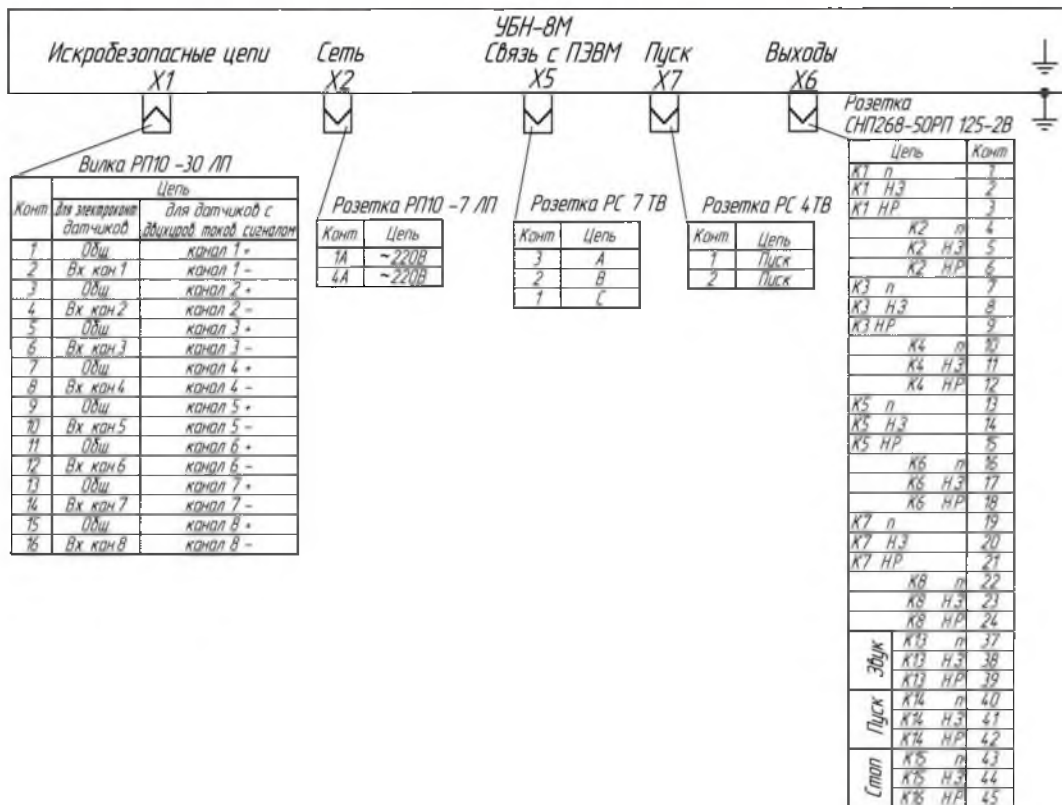 УБН-8М
Искробезопасные цепи Сеть Связь с ПЭВМ Пуск Выходы
X1 X2 X5 X7 X6
Розетка
СНП268-50РП 125-2В
Вилка РП10 -30 ЛП
Конт Цепь
для электроконт датчиков для датчиков с двухпров токов сигналом
1 Общ канал 1 +
2 Вх кан 1 канал 1 -
3 Общ канал 2 +
4 Вх кан 2 канал 2 -
5 Общ канал 3 +
6 Вх кан 3 канал 3 -
7 Общ канал 4 +
8 Вх кан 4 канал 4 -
9 Общ канал 5 +
10 Вх кан 5 канал 5 -
11 Общ канал 6 +
12 Вх кан 6 канал 6 -
13 Общ канал 7 +
14 Вх кан 7 канал 7 -
15 Общ канал 8 +
16 Вх кан 8 канал 8 -
Розетка РП10 -7 ЛП
Конт Цепь
1А ~220В
4А ~220В
Розетка РС 7 ТВ
Конт Цепь
3 А
2 В
1 С
Розетка РС 4 ТВ
Конт Цепь
1 Пуск
2 Пуск
Цепь Конт
К1 п 1
К1 НЗ 2
К1 НР 3
К2 п 4
К2 НЗ 5
К2 НР 6
К3 п 7
К3 НЗ 8
К3 НР 9
К4 п 10
К4 НЗ 11
К4 НР 12
К5 п 13
К5 НЗ 14
К5 НР 15
К6 п 16
К6 НЗ 17
К6 НР 18
К7 п 19
К7 НЗ 20
К7 НР 21
К8 п 22
К8 НЗ 23
К8 НР 24
Звук
К13 п 37
К13 НЗ 38
К13 НР 39
Пуск
К14 п 40
К14 НЗ 41
К14 НР 42
Стоп
К15 п 43
К15 НЗ 44
К16 НР 45